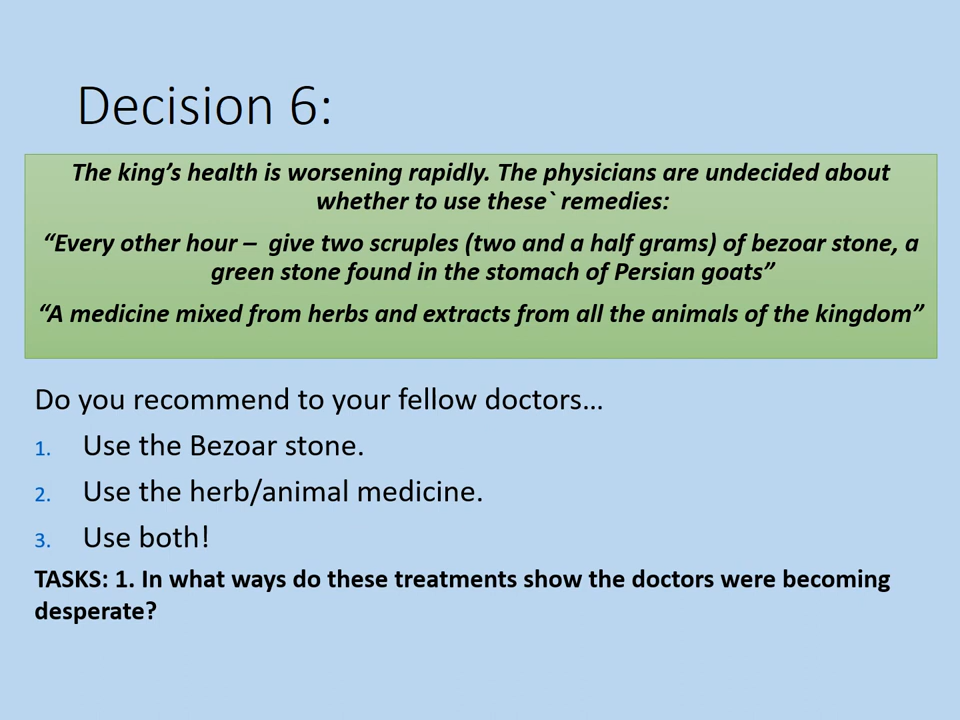 Decision 6:
The king’s health is worsening rapidly. The physicians are undecided about
whether to use these` remedies:
“Every other hour –  give two scruples (two and a half grams) of bezoar stone, a
green stone found in the stomach of Persian goats”
“A medicine mixed from herbs and extracts from all the animals of the kingdom”
Do you recommend to your fellow doctors…
1. Use the Bezoar stone.
2. Use the herb/animal medicine.
3. Use both!
TASKS: 1. In what ways do these treatments show the doctors were becoming
desperate?